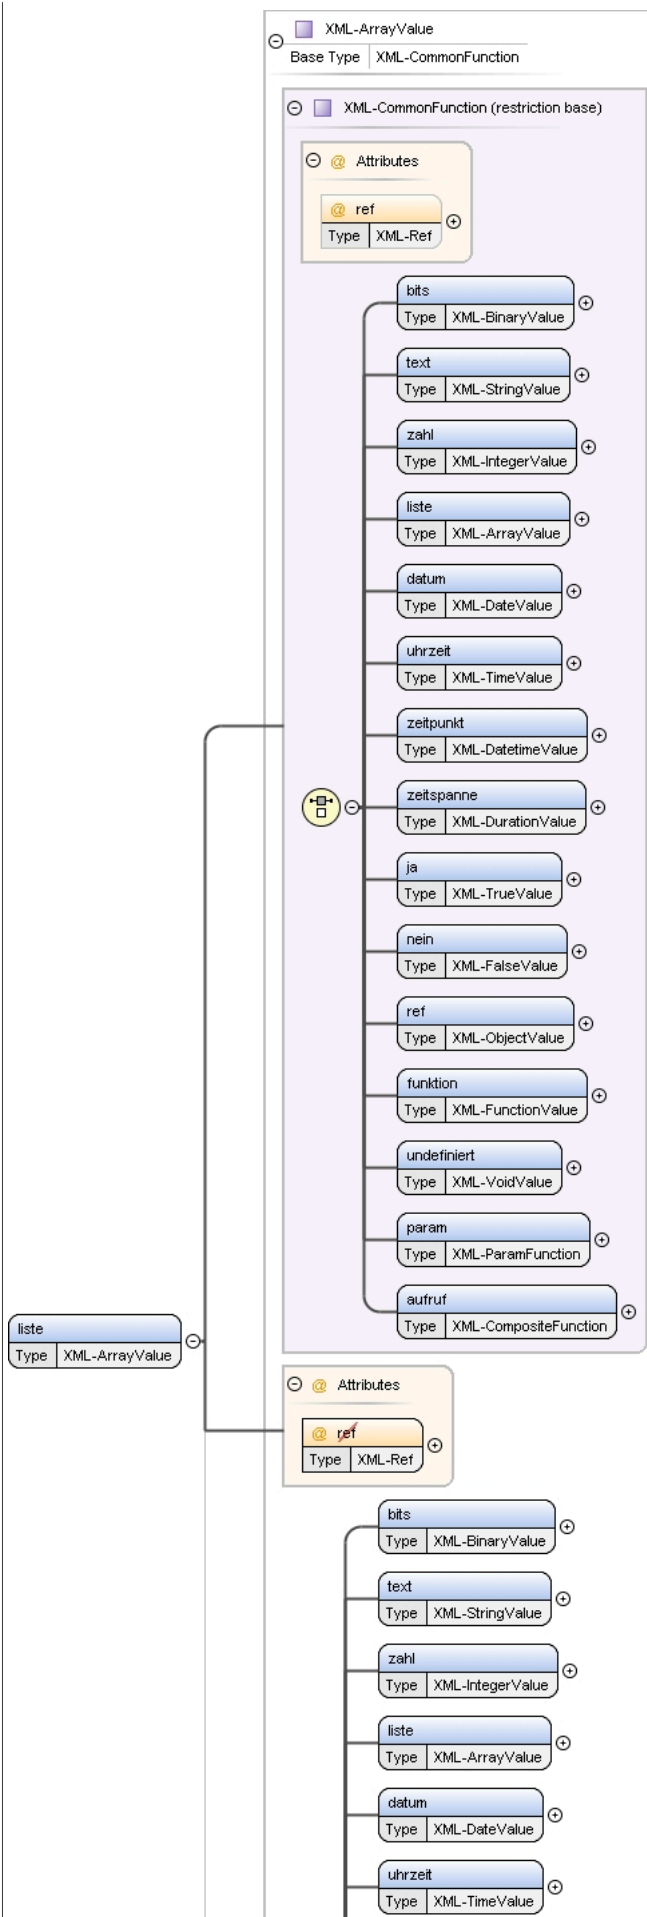 XML-ArrayValue
Base Type XML-CommonFunction
XML-CommonFunction (restriction base)
@ Attributes
@ ref
Type XML-Ref
bits
Type XML-BinaryValue
text
Type XML-StringValue
zahl
Type XML-IntegerValue
liste
Type XML-ArrayValue
datum
Type XML-DateValue
uhrzeit
Type XML-TimeValue
zeitpunkt
Type XML-DatetimeValue
zeitspanne
Type XML-DurationValue
ja
Type XML-TrueValue
nein
Type XML-FalseValue
ref
Type XML-ObjectValue
funktion
Type XML-FunctionValue
undefiniert
Type XML-VoidValue
param
Type XML-ParamFunction
aufruf
Type XML-CompositeFunction
liste
Type XML-ArrayValue
@ Attributes
@ ref
Type XML-Ref
bits
Type XML-BinaryValue
text
Type XML-StringValue
zahl
Type XML-IntegerValue
liste
Type XML-ArrayValue
datum
Type XML-DateValue
uhrzeit
Type XML-TimeValue